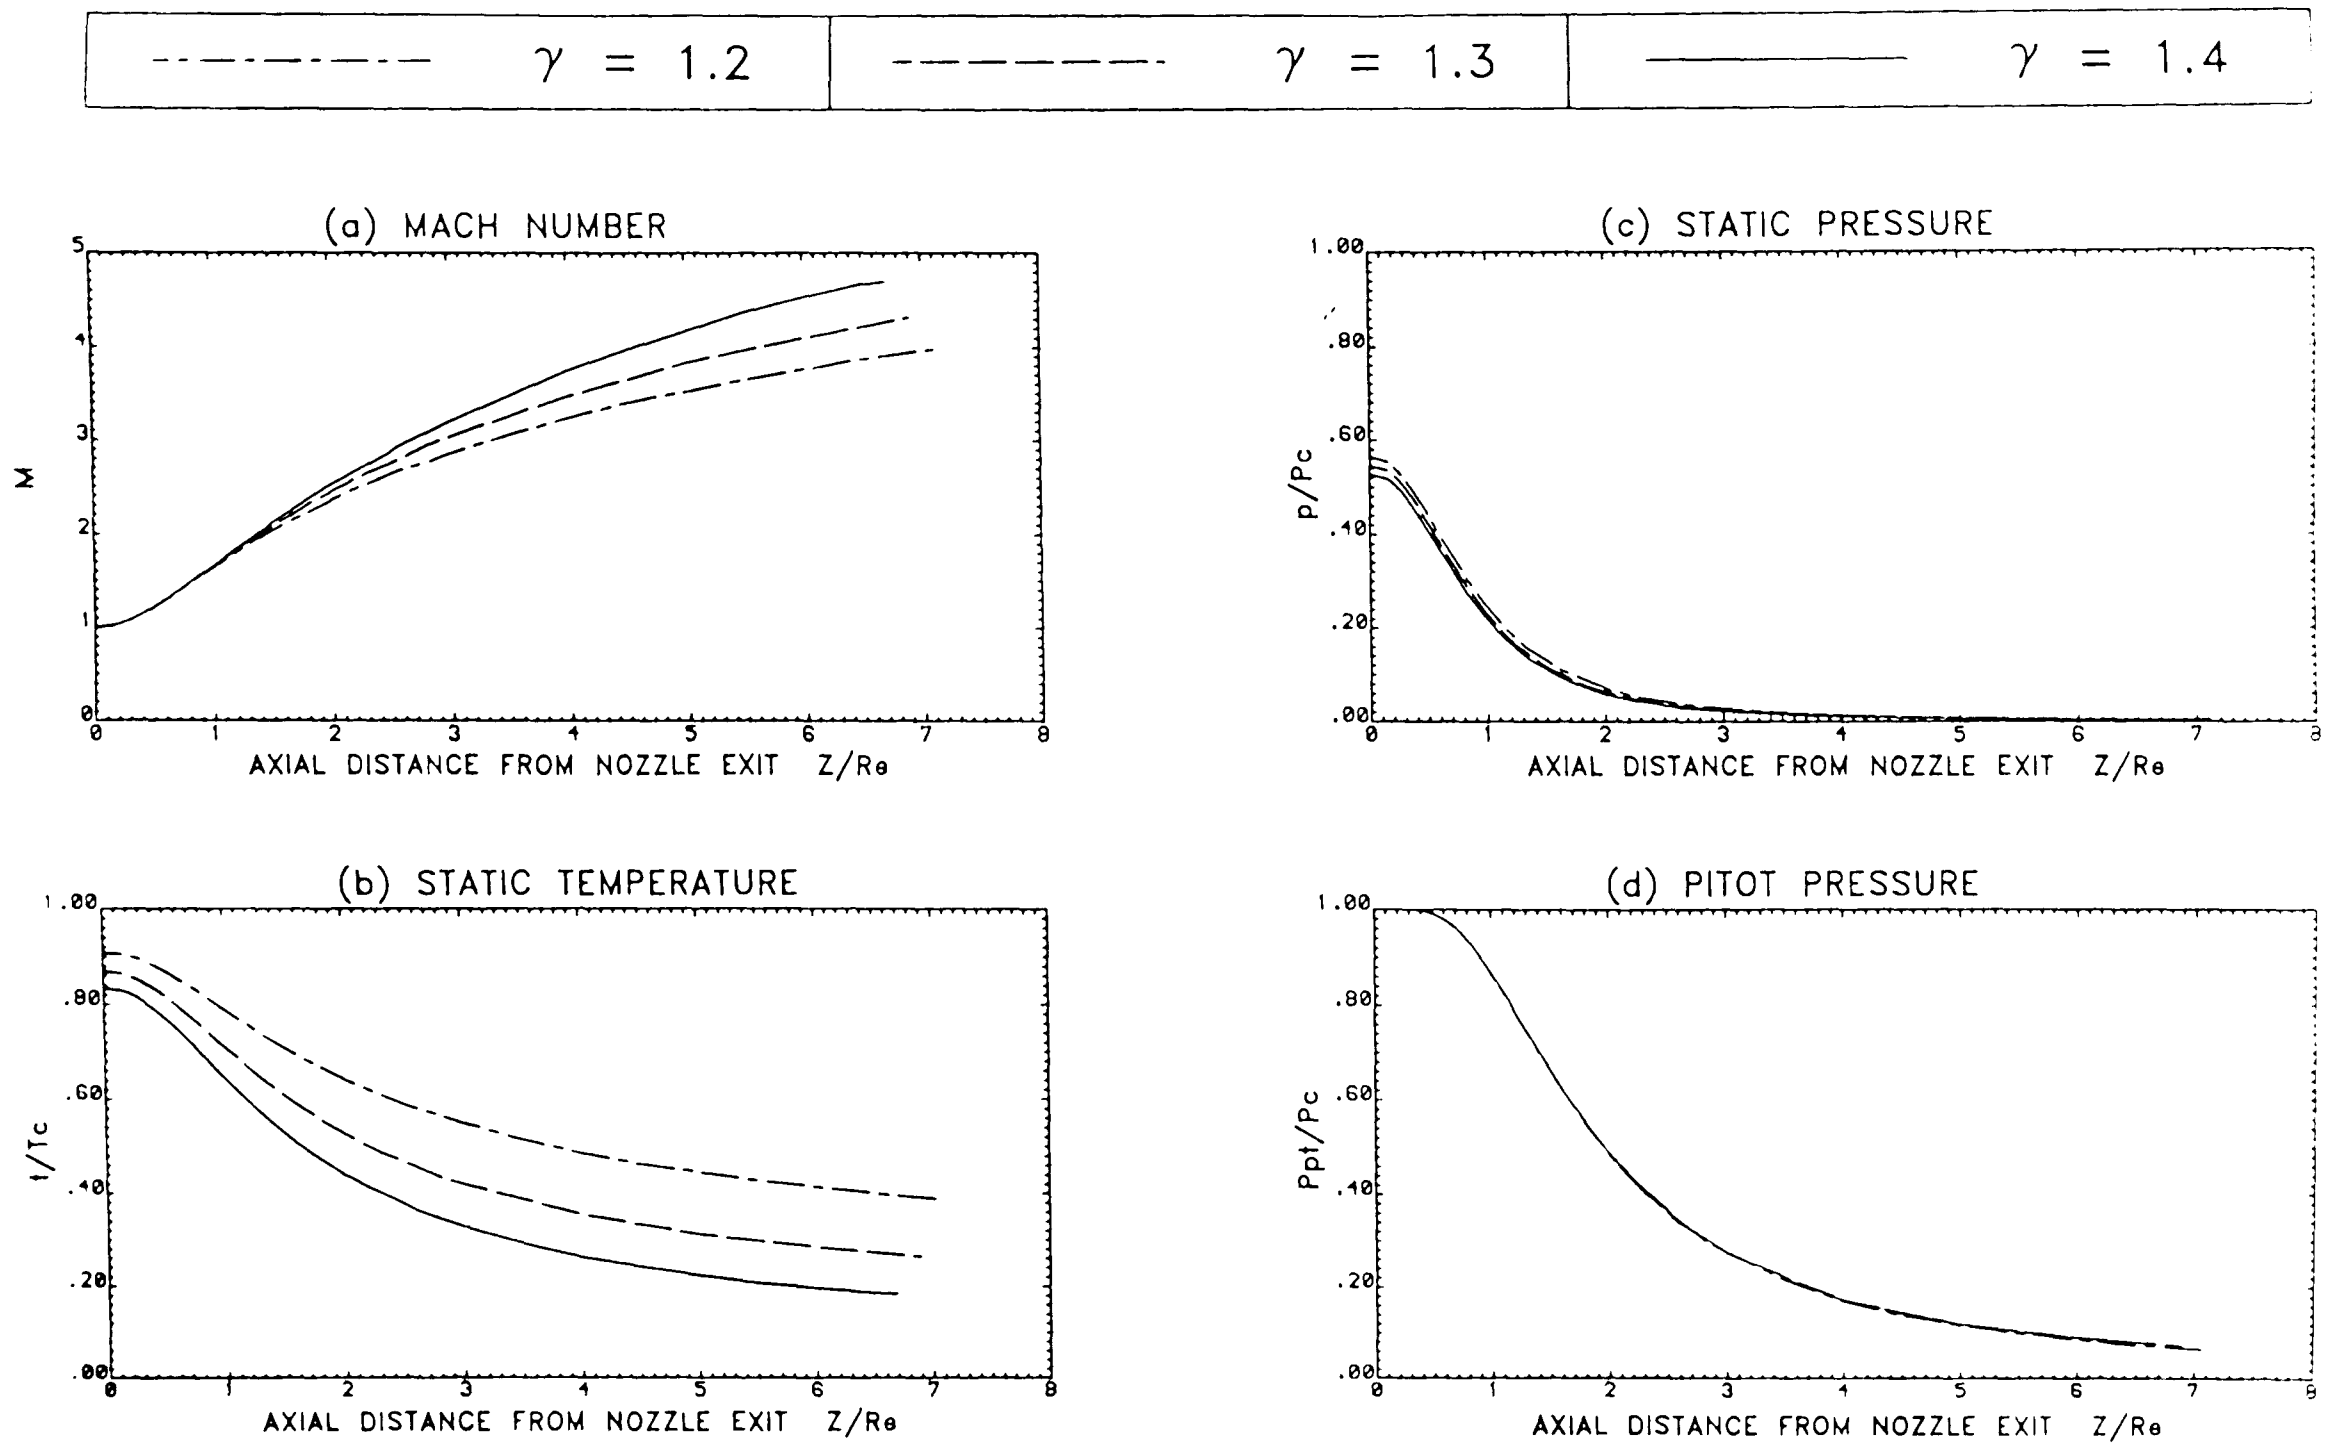 γ = 1.2 γ = 1.3 γ = 1.4
(a) MACH NUMBER
5
4
3
2
1
0
M
0 1 2 3 4 5 6 7 8
AXIAL DISTANCE FROM NOZZLE EXIT Z/Re
(c) STATIC PRESSURE
1.00
.80
.60
.40
.20
.00
p/Pc
0 1 2 3 4 5 6 7 8
AXIAL DISTANCE FROM NOZZLE EXIT Z/Re
(b) STATIC TEMPERATURE
1.00
.80
.60
.40
.20
.00
t/Tc
0 1 2 3 4 5 6 7 8
AXIAL DISTANCE FROM NOZZLE EXIT Z/Re
(d) PITOT PRESSURE
1.00
.80
.60
.40
.20
.00
Ppt/Pc
0 1 2 3 4 5 6 7 8
AXIAL DISTANCE FROM NOZZLE EXIT Z/Re